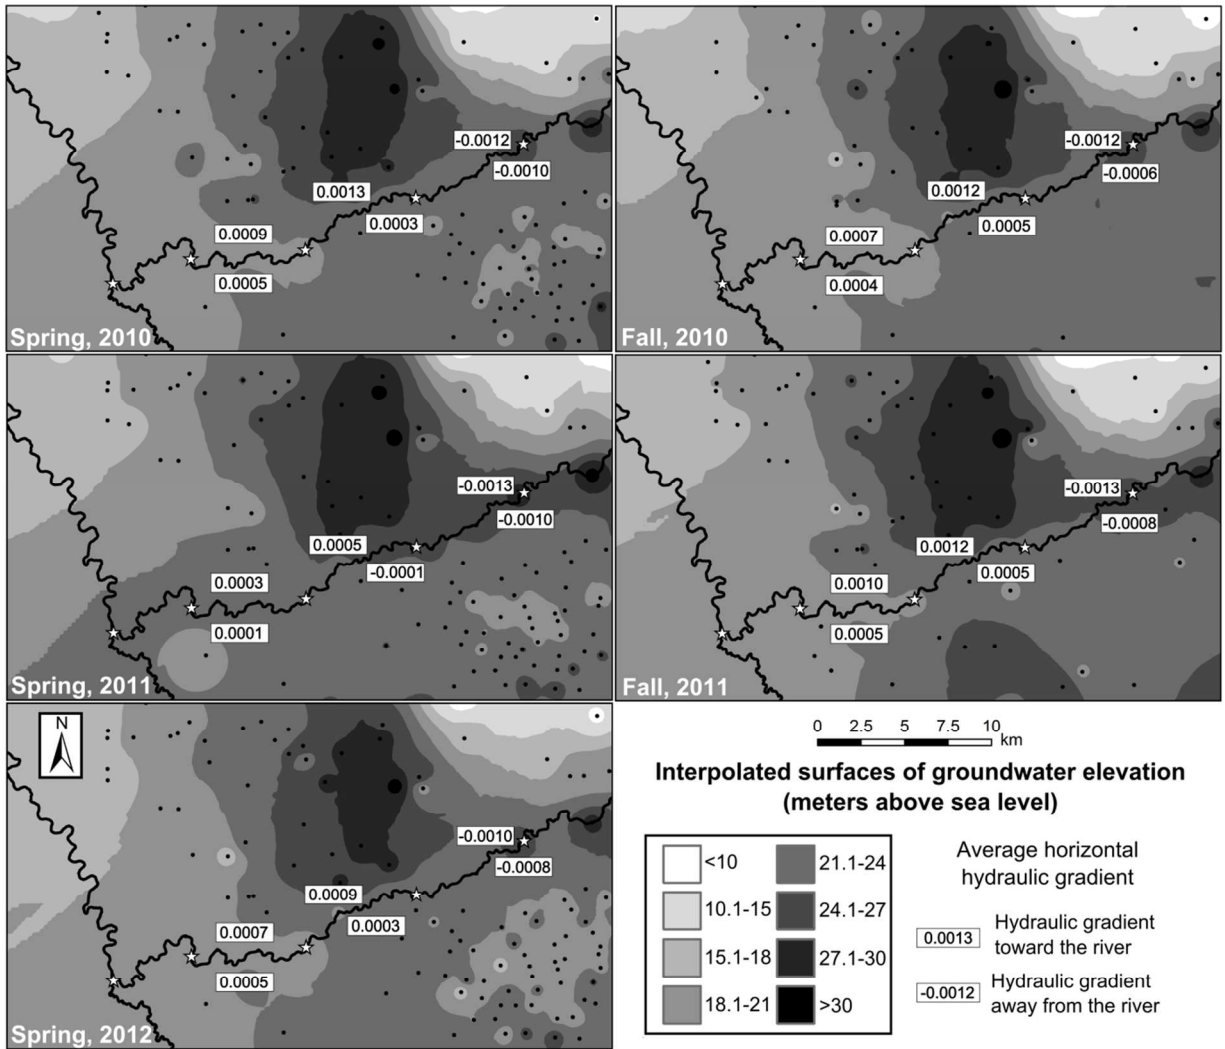 -0.0012
-0.0010
0.0013
0.0003
0.0009
0.0005
Spring, 2010
-0.0012
-0.0006
0.0012
0.0005
0.0007
0.0004
Fall, 2010
-0.0013
-0.0010
0.0005
-0.0001
0.0003
0.0001
Spring, 2011
-0.0013
-0.0008
0.0012
0.0005
0.0010
0.0005
Fall, 2011
N
-0.0010
-0.0008
0.0009
0.0003
0.0007
0.0005
Spring, 2012
0 2.5 5 7.5 10
km
Interpolated surfaces of groundwater elevation
(meters above sea level)
<10
10.1-15
15.1-18
18.1-21
21.1-24
24.1-27
27.1-30
>30
Average horizontal
hydraulic gradient
0.0013
Hydraulic gradient
toward the river
-0.0012
Hydraulic gradient
away from the river